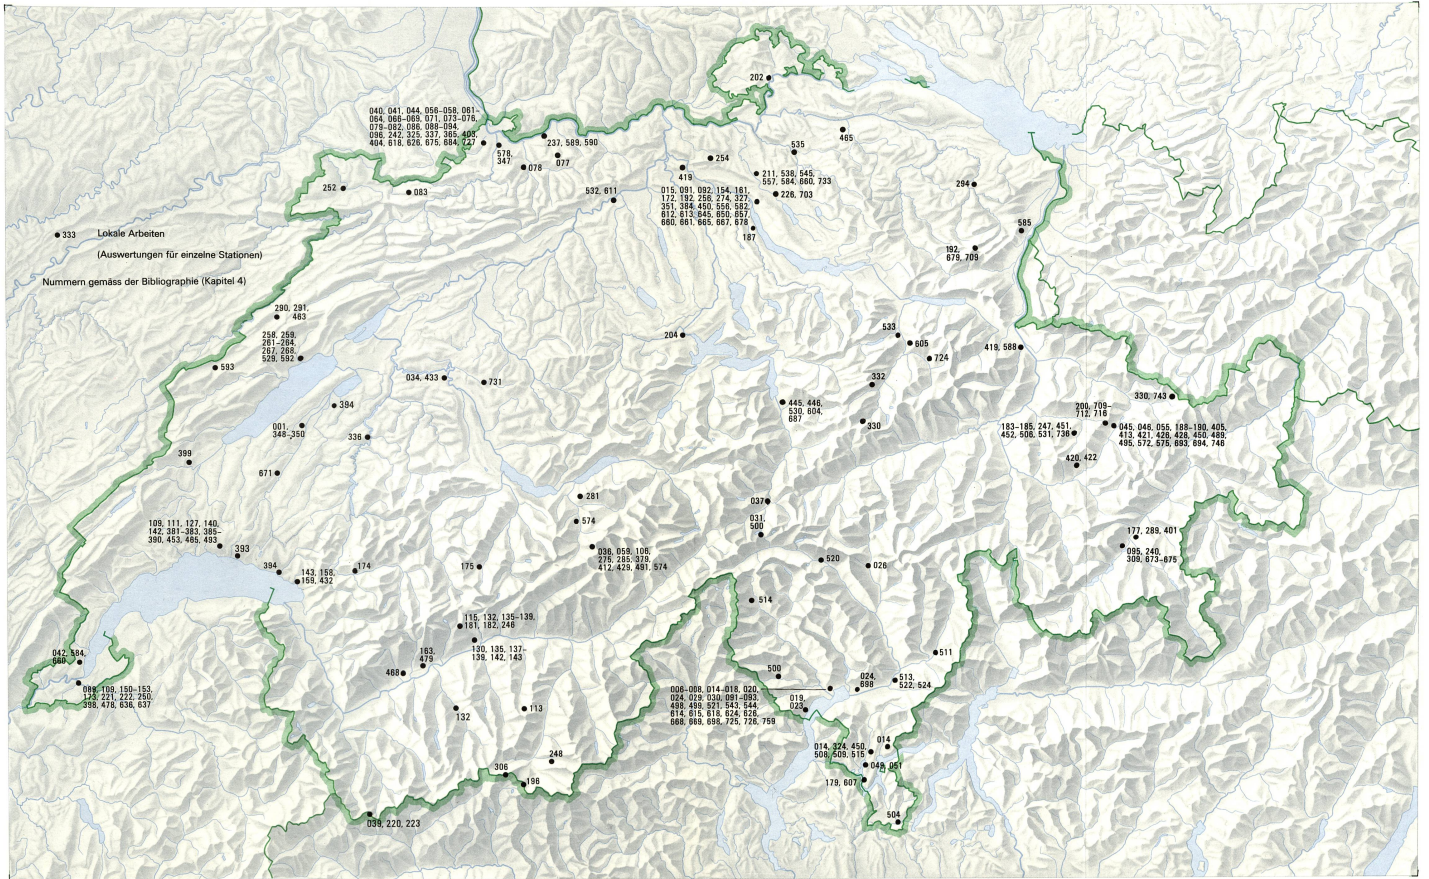 202
040, 041, 044, 056–058, 061–
064, 066–069, 071, 073–076,
079–082, 086, 088–094,
096, 242, 325, 337, 365, 403,
404, 618, 626, 675, 684, 727
578,
347
237, 589, 590
077
078
254
419
535
465
211, 538, 545,
557, 584, 660, 733
226, 703
015, 091, 092, 154, 161,
172, 192, 256, 274, 327,
351, 384, 450, 556, 582,
612, 613, 645, 650, 657,
660, 661, 665, 667, 678
187
532, 611
252
083
294
585
192,
679, 709
333 Lokale Arbeiten
(Auswertungen für einzelne Stationen)
Nummern gemäss der Bibliographie (Kapitel 4)
290, 291,
463
258, 259,
261–264,
267, 268,
529, 592
593
204
533
605
724
419, 588
034, 433
731
332
394
445, 446,
530, 604,
687
330
330, 743
200, 709–
712, 716
183–185, 247, 451,
452, 506, 531, 736
045, 046, 055, 188–190, 405,
413, 421, 426, 428, 450, 489,
495, 572, 575, 693, 694, 746
420, 422
001,
348–350
336
399
671
281
574
037
031,
500
109, 111, 127, 140,
142, 381–383, 385–
390, 453, 485, 493
393
394
143, 158,
159, 432
174
175
036, 059, 106,
275, 285, 379,
412, 429, 491, 574
520
026
177, 289, 401
095, 240,
309, 673–675
514
115, 132, 135–139,
181, 182, 246
130, 135, 137–
139, 142, 143
163,
479
468
511
042, 584,
660
089, 109, 150–153,
173, 221, 222, 250,
398, 478, 636, 637
500
006–008, 014–018, 020,
024, 029, 030, 091–093,
498, 499, 521, 543, 544,
614, 615, 618, 624, 626,
668, 669, 698, 725, 726, 759
019,
023
024,
698
513,
522, 524
132
113
248
306
196
014
014, 324, 450,
508, 509, 515
049, 051
179, 607
504
039, 220, 223